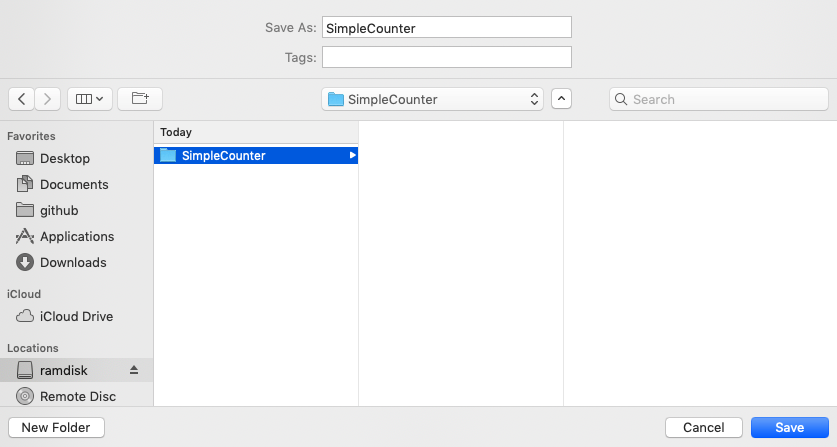 Save As: SimpleCounter
Tags:
SimpleCounter
Search
Favorites
Desktop
Documents
github
Applications
Downloads
iCloud
iCloud Drive
Locations
ramdisk
Remote Disc
Today
SimpleCounter
New Folder
Cancel
Save